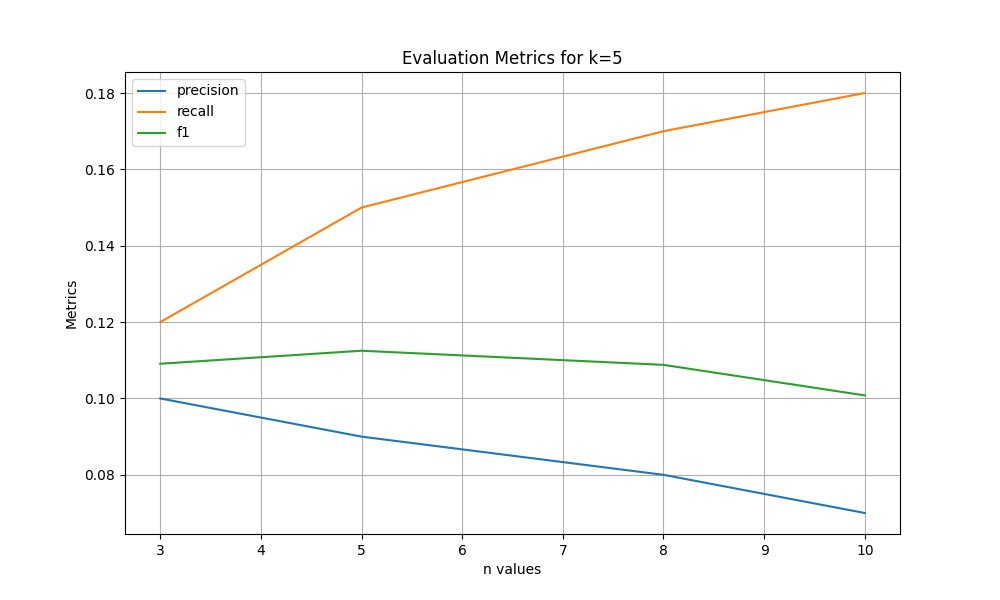 Evaluation Metrics for k=5
precision
recall
f1
0.18
0.16
0.14
0.12
0.10
0.08
Metrics
3 4 5 6 7 8 9 10
n values